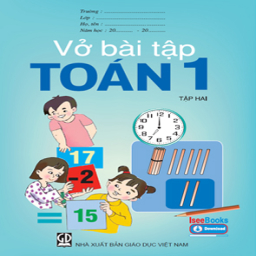 Trường :
Lớp :
Họ, tên :
Năm học : 20......... - 20.........
Vở bài tập
TOÁN 1
TẬP HAI
17
-2
15
IseeBooks
Download
NHÀ XUẤT BẢN GIÁO DỤC VIỆT NAM